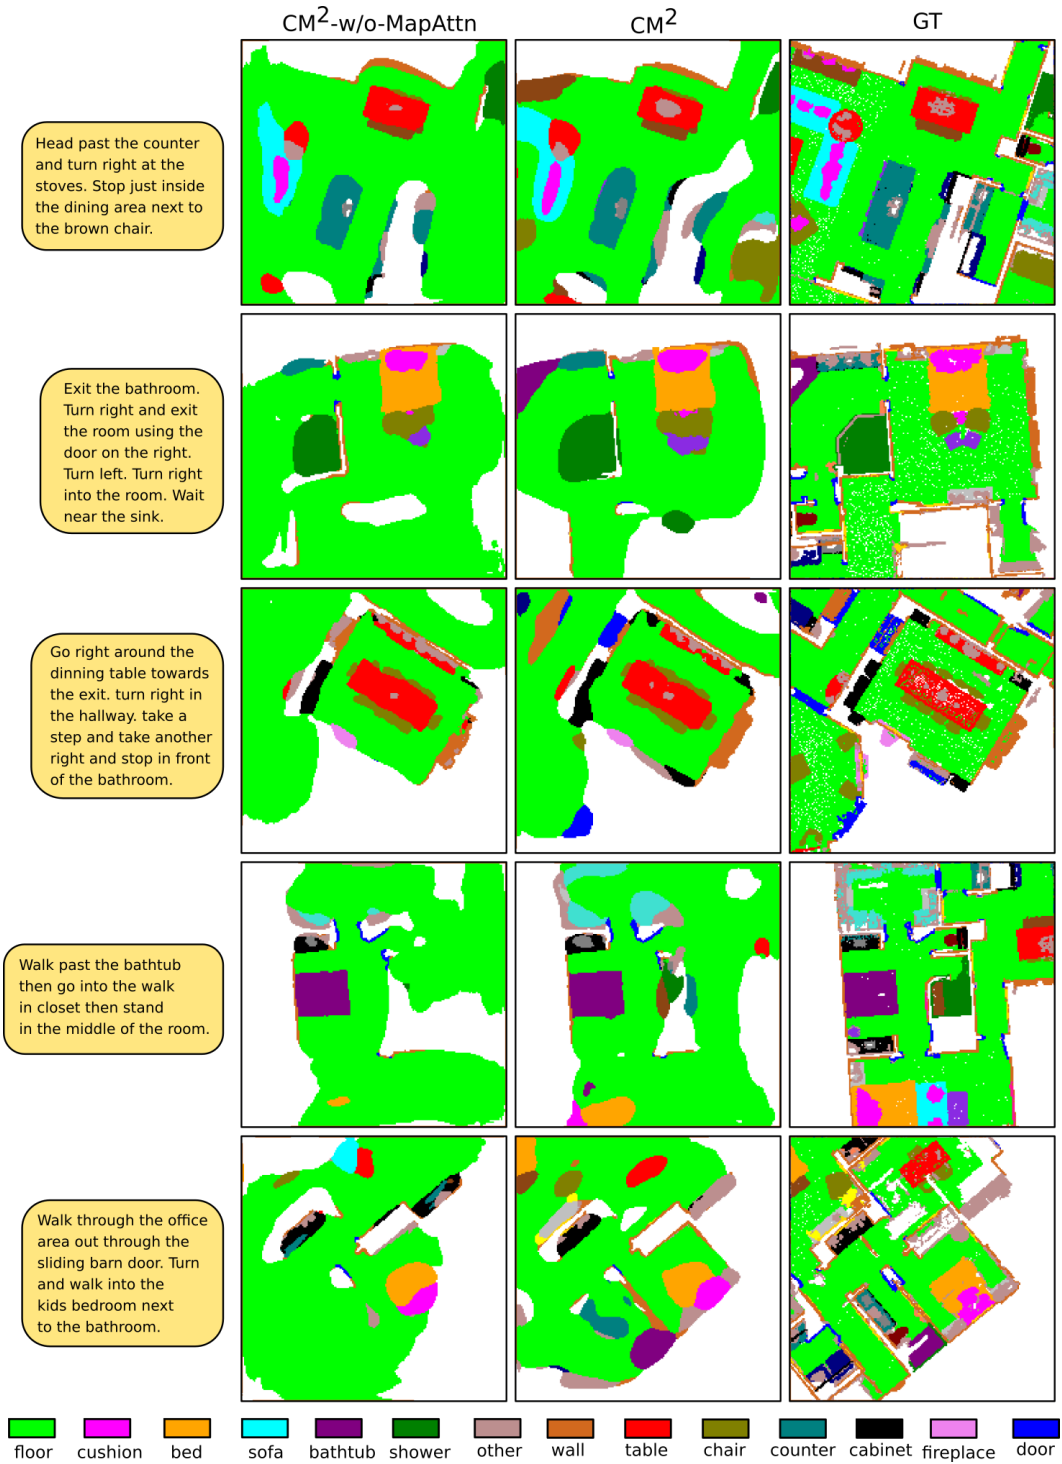 CM²-w/o-MapAttn
CM²
GT
Head past the counter
and turn right at the
stoves. Stop just inside
the dining area next to
the brown chair.
Exit the bathroom.
Turn right and exit
the room using the
door on the right.
Turn left. Turn right
into the room. Wait
near the sink.
Go right around the
dinning table towards
the exit. turn right in
the hallway. take a
step and take another
right and stop in front
of the bathroom.
Walk past the bathtub
then go into the walk
in closet then stand
in the middle of the room.
Walk through the office
area out through the
sliding barn door. Turn
and walk into the
kids bedroom next
to the bathroom.
floor cushion bed sofa bathtub shower other wall table chair counter cabinet fireplace door